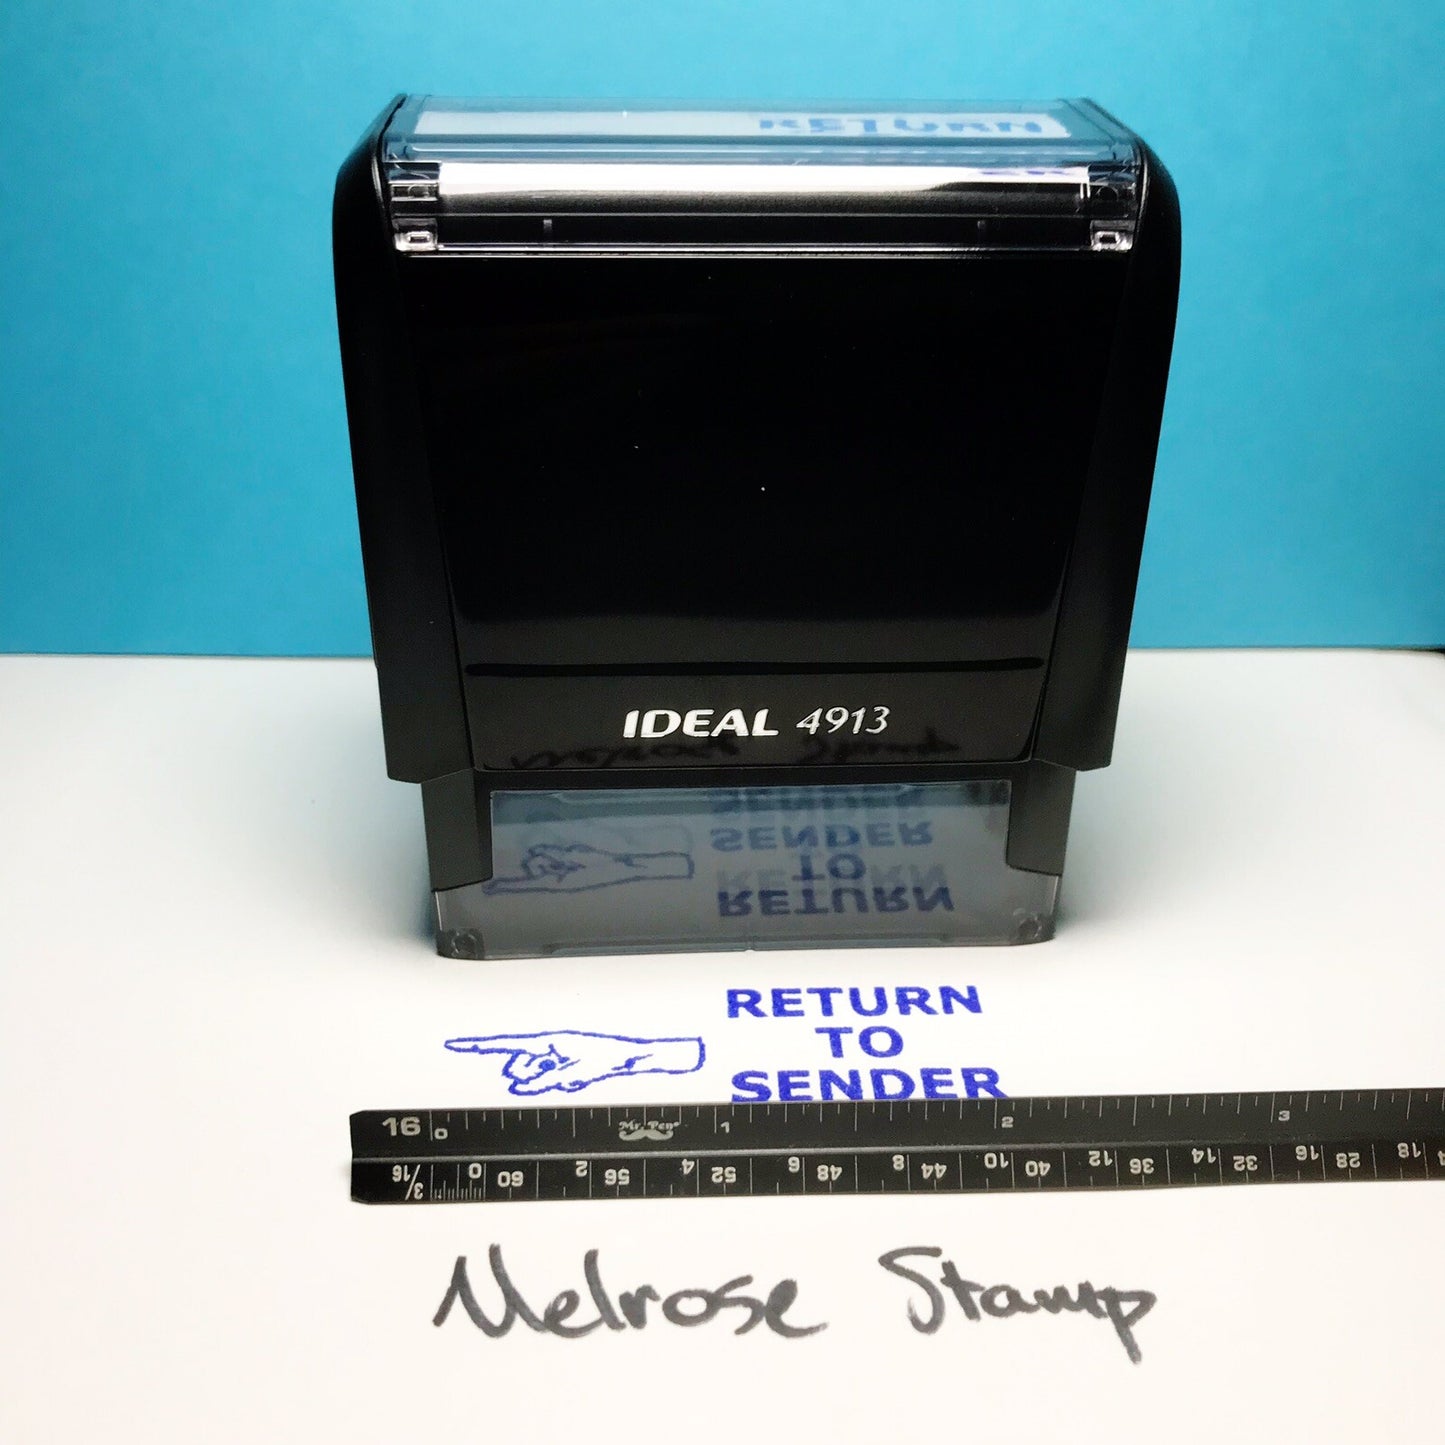 RETURN
IDEAL 4913
SENDER
TO
RETURN
RETURN
TO
SENDER
16 0 Mr. Pen 1 2 3
3/16 0 60 2 56 4 52 6 48 8 44 10 40 12 36 14 32 16 28 18
Melrose Stamp